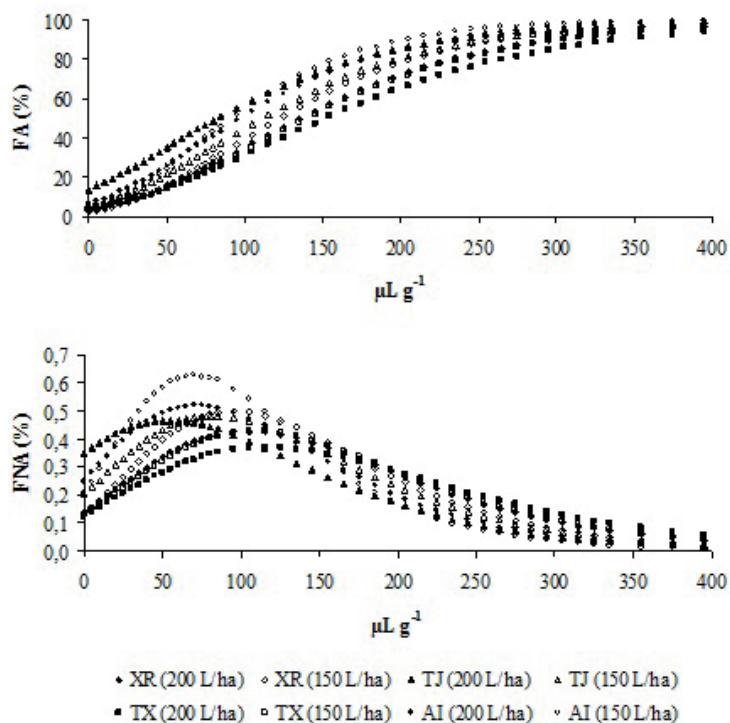 100
80
60
40
20
0
FA (%)
0 50 100 150 200 250 300 350 400
µL g⁻¹
0,7
0,6
0,5
0,4
0,3
0,2
0,1
0,0
FNA (%)
0 50 100 150 200 250 300 350 400
µL g⁻¹
XR (200 L/ha) XR (150 L/ha) TJ (200 L/ha) TJ (150 L/ha)
TX (200 L/ha) TX (150 L/ha) AI (200 L/ha) AI (150 L/ha)